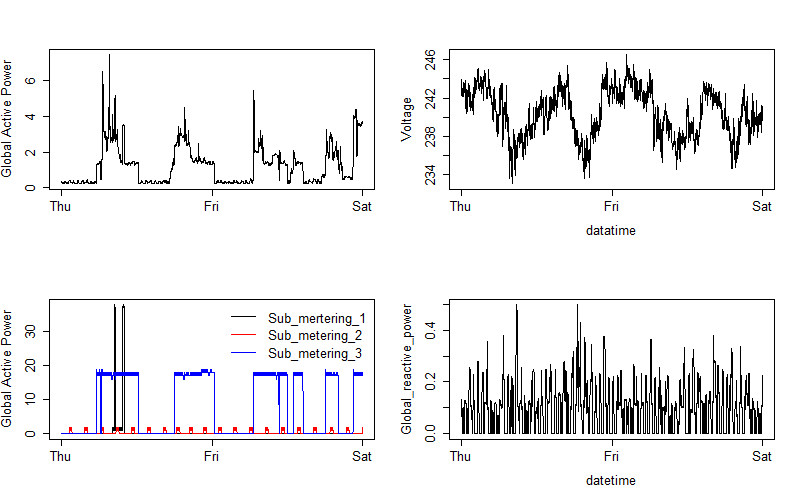 Global Active Power
6
4
2
0
Thu
Fri
Sat
Voltage
246
242
238
234
Thu
Fri
Sat
datatime
Global Active Power
30
20
10
0
Sub_mertering_1
Sub_metering_2
Sub_metering_3
Thu
Fri
Sat
Global_reactive_power
0.4
0.2
0.0
Thu
Fri
Sat
datetime